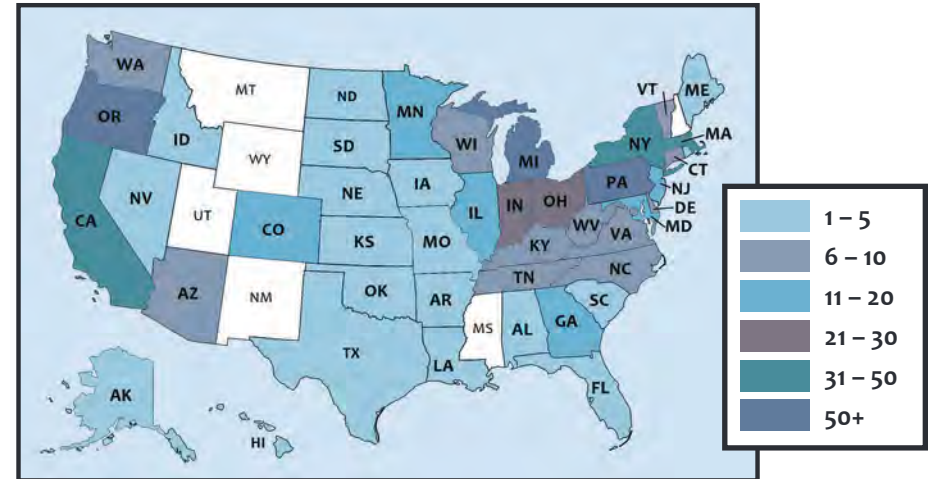 WA
MT
ND
MN
VT
ME
OR
ID
SD
WI
MI
NY
MA
WY
CT
NE
IA
PA
NJ
NV
UT
CO
IL
IN
OH
DE
MD
CA
KS
MO
WV
VA
KY
AZ
NM
OK
AR
TN
NC
SC
MS
AL
GA
TX
LA
FL
AK
HI
1 – 5
6 – 10
11 – 20
21 – 30
31 – 50
50+